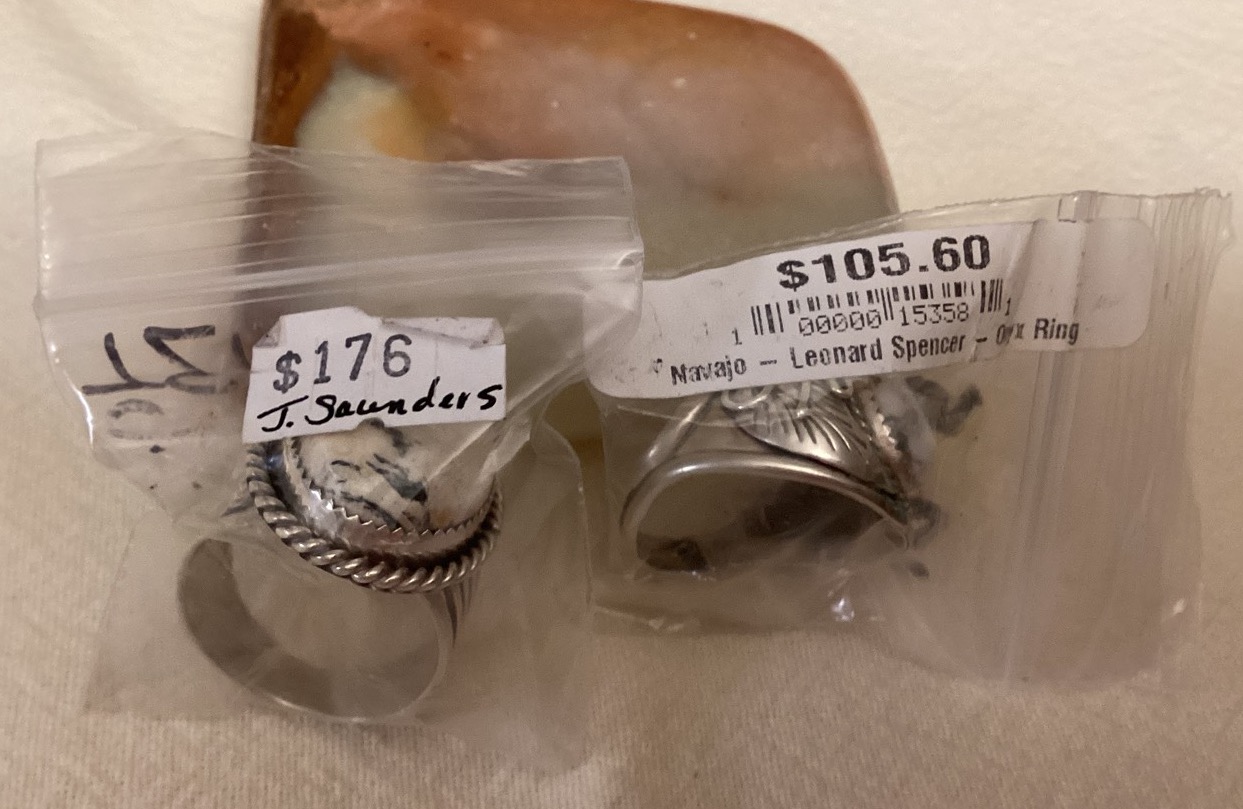 $176
J. Saunders
$105.60
1 00000 15358 1
Navajo - Leonard Spencer - Ring